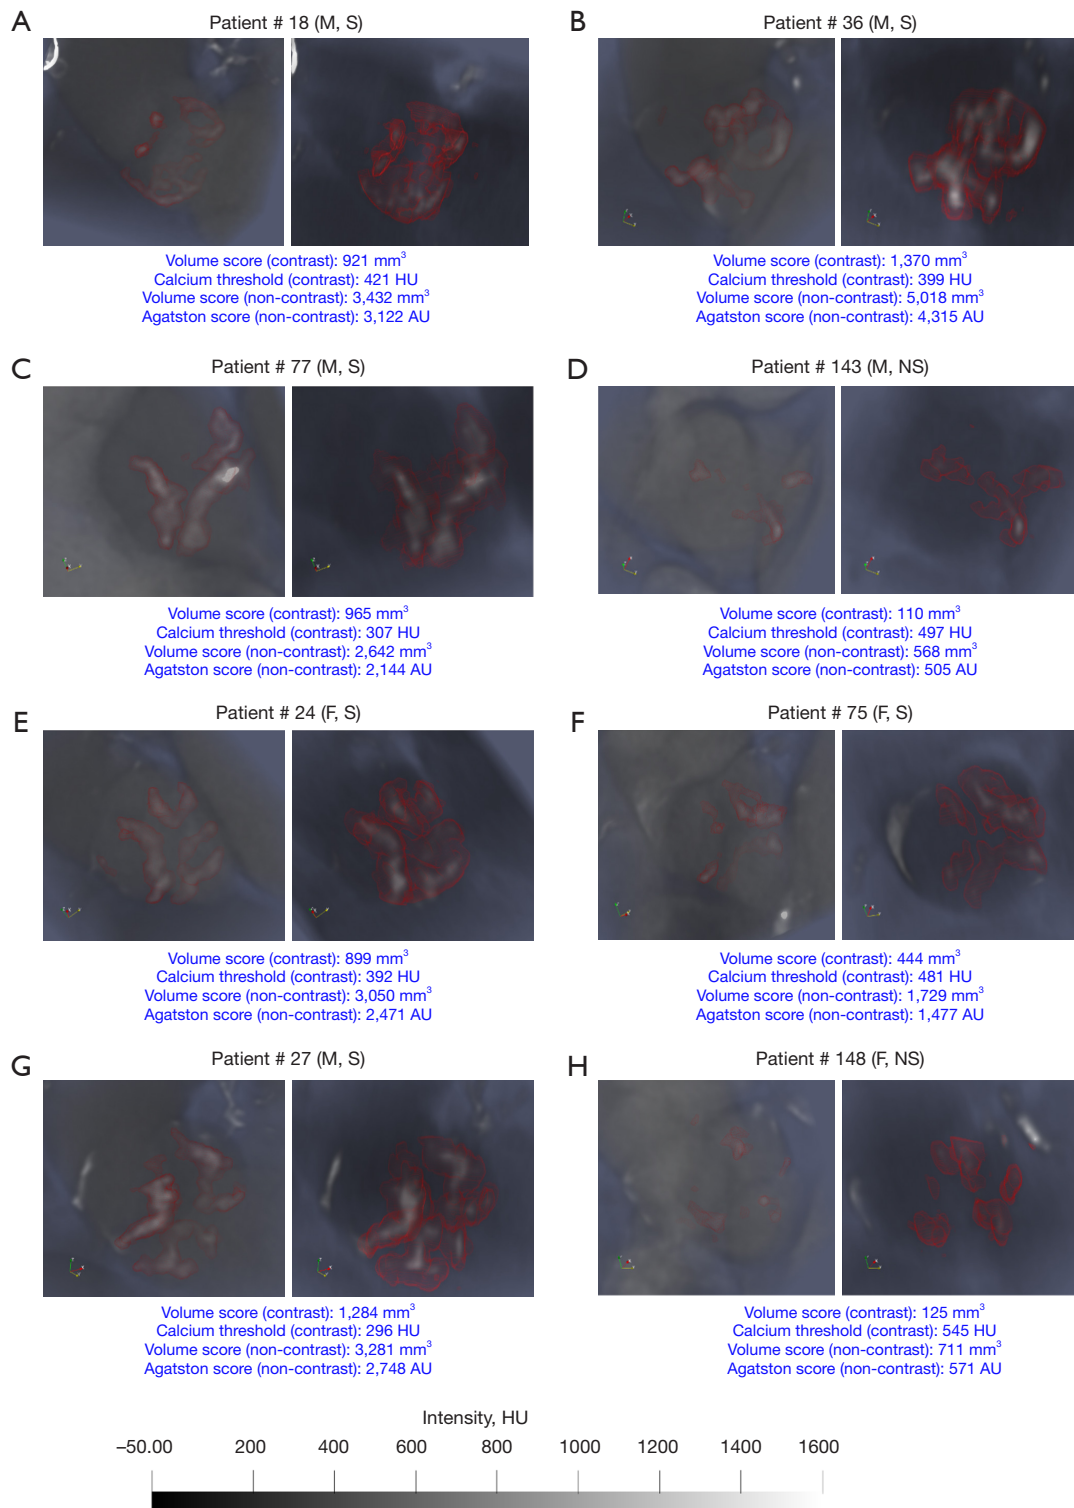 A
Patient # 18 (M, S)
Volume score (contrast): 921 mm³
Calcium threshold (contrast): 421 HU
Volume score (non-contrast): 3,432 mm³
Agatston score (non-contrast): 3,122 AU
B
Patient # 36 (M, S)
Volume score (contrast): 1,370 mm³
Calcium threshold (contrast): 399 HU
Volume score (non-contrast): 5,018 mm³
Agatston score (non-contrast): 4,315 AU
C
Patient # 77 (M, S)
Volume score (contrast): 965 mm³
Calcium threshold (contrast): 307 HU
Volume score (non-contrast): 2,642 mm³
Agatston score (non-contrast): 2,144 AU
D
Patient # 143 (M, NS)
Volume score (contrast): 110 mm³
Calcium threshold (contrast): 497 HU
Volume score (non-contrast): 568 mm³
Agatston score (non-contrast): 505 AU
E
Patient # 24 (F, S)
Volume score (contrast): 899 mm³
Calcium threshold (contrast): 392 HU
Volume score (non-contrast): 3,050 mm³
Agatston score (non-contrast): 2,471 AU
F
Patient # 75 (F, S)
Volume score (contrast): 444 mm³
Calcium threshold (contrast): 481 HU
Volume score (non-contrast): 1,729 mm³
Agatston score (non-contrast): 1,477 AU
G
Patient # 27 (M, S)
Volume score (contrast): 1,284 mm³
Calcium threshold (contrast): 296 HU
Volume score (non-contrast): 3,281 mm³
Agatston score (non-contrast): 2,748 AU
H
Patient # 148 (F, NS)
Volume score (contrast): 125 mm³
Calcium threshold (contrast): 545 HU
Volume score (non-contrast): 711 mm³
Agatston score (non-contrast): 571 AU
Intensity, HU
–50.00 200 400 600 800 1000 1200 1400 1600